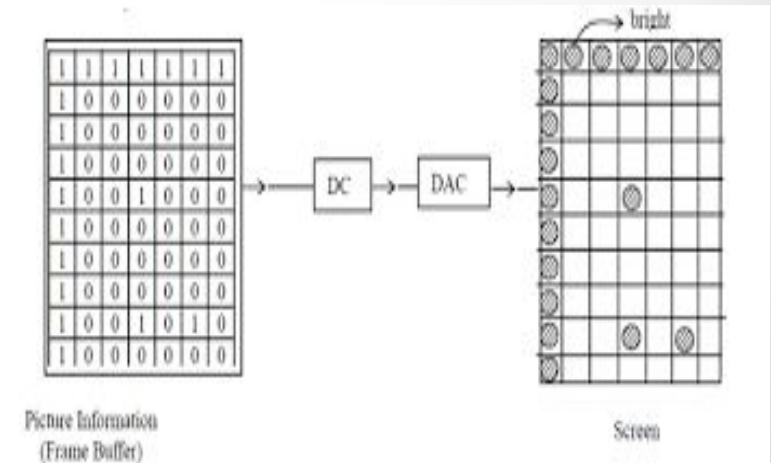 bright
1 1 1 1 1 1 1
1 0 0 0 0 0 0
1 0 0 0 0 0 0
1 0 0 0 0 0 0
1 0 0 1 0 0 0
1 0 0 0 0 0 0
1 0 0 0 0 0 0
1 0 0 0 0 0 0
1 0 0 1 0 1 0
1 0 0 0 0 0 0
DC
DAC
Picture Information
(Frame Buffer)
Screen